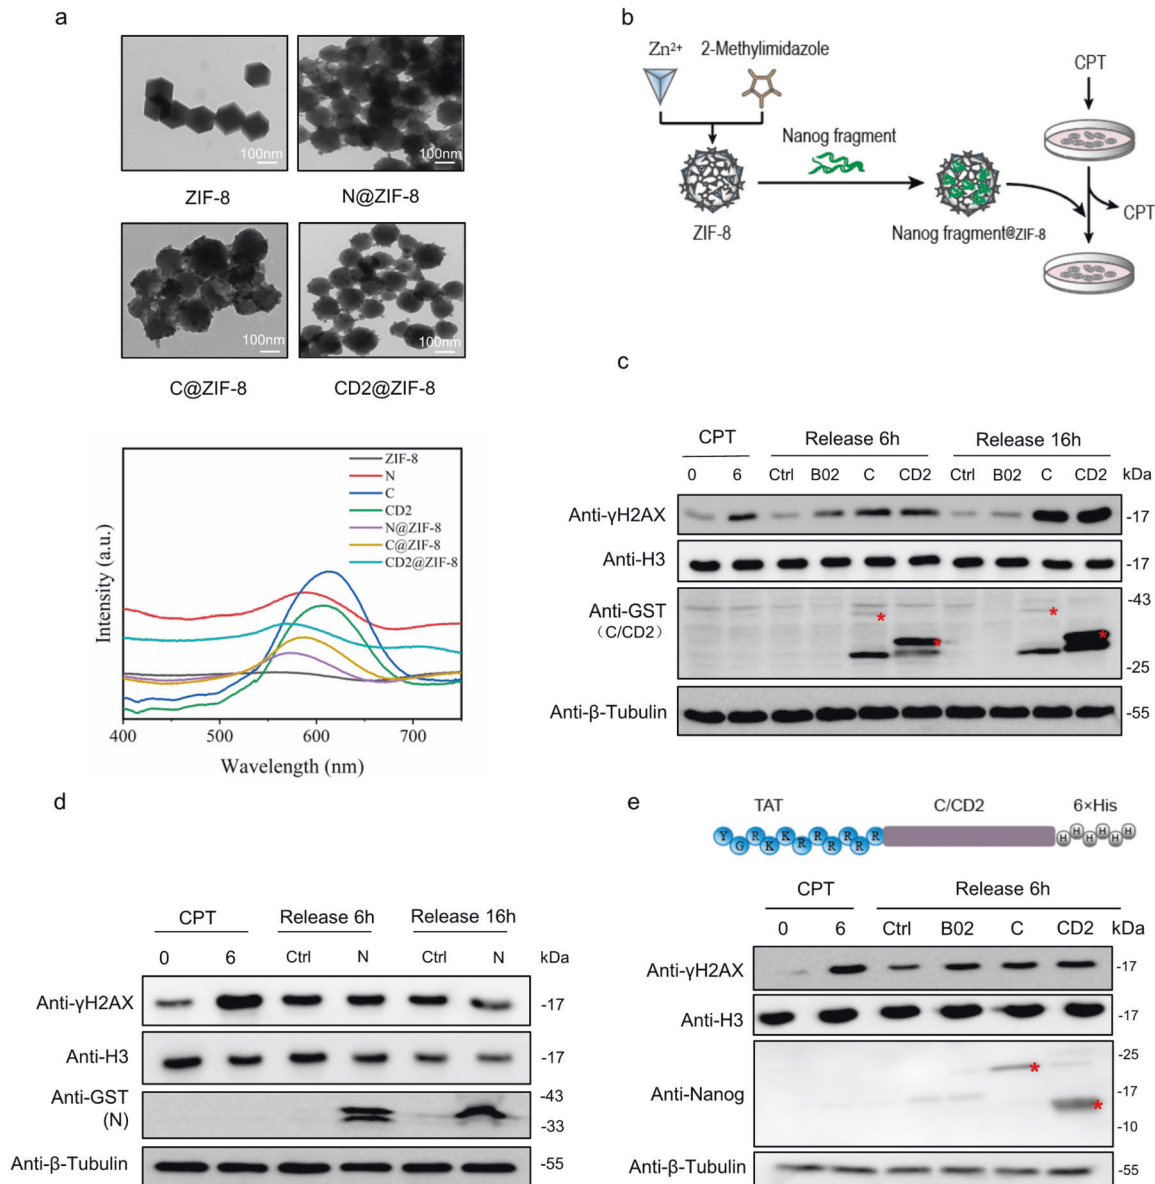 a
100nm
100nm
ZIF-8
N@ZIF-8
100nm
100nm
C@ZIF-8
CD2@ZIF-8
ZIF-8
N
C
CD2
N@ZIF-8
C@ZIF-8
CD2@ZIF-8
Intensity (a.u.)
400 500 600 700
Wavelength (nm)
b
Zn²⁺ 2-Methylimidazole
CPT
Nanog fragment
ZIF-8
Nanog fragment@ZIF-8
CPT
c
CPT Release 6h Release 16h
0 6 Ctrl B02 C CD2 Ctrl B02 C CD2 kDa
Anti-γH2AX -17
Anti-H3 -17
-43
Anti-GST
(C/CD2)
* * * *
-25
Anti-β-Tubulin -55
d
CPT Release 6h Release 16h
0 6 Ctrl N Ctrl N kDa
Anti-γH2AX -17
Anti-H3 -17
Anti-GST -43
(N) -33
Anti-β-Tubulin -55
e
TAT C/CD2 6×His
Y G R K K R R R R R R H H H H H H
CPT Release 6h
0 6 Ctrl B02 C CD2 kDa
Anti-γH2AX -17
Anti-H3 -17
-25
*
Anti-Nanog -17
*
-10
Anti-β-Tubulin -55